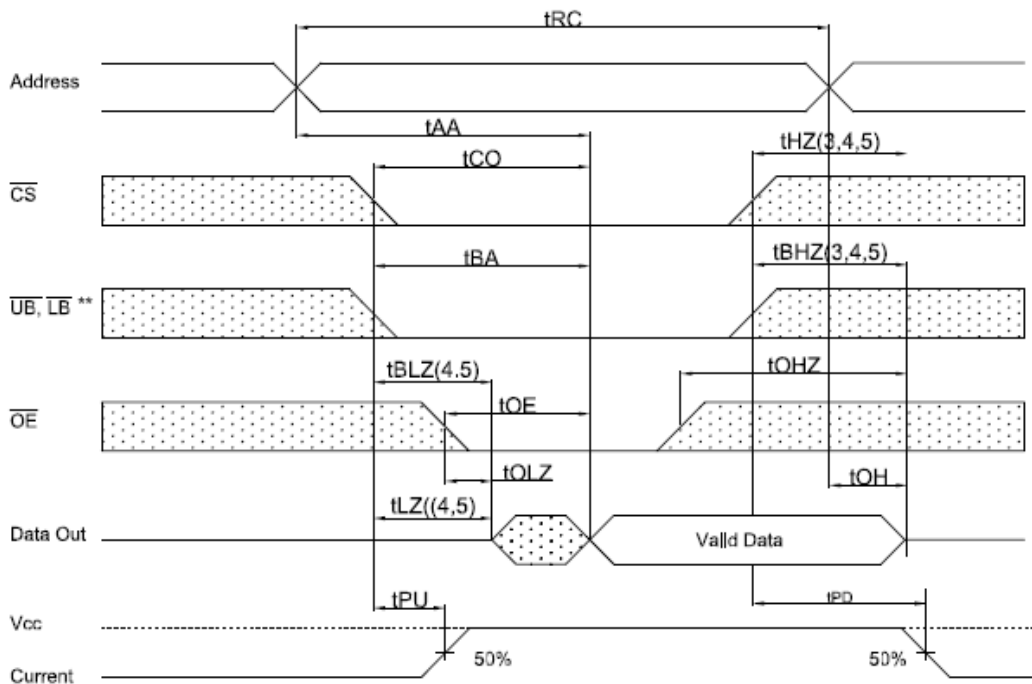 tRC
Address
tAA
tHZ(3,4,5)
tCO
CS
tBA
tBHZ(3,4,5)
UB, LB **
tBLZ(4.5)
tOHZ
tOE
OE
tOLZ
tOH
tLZ((4,5)
Data Out
Valid Data
tPU
tPD
Vcc
50%
50%
Current